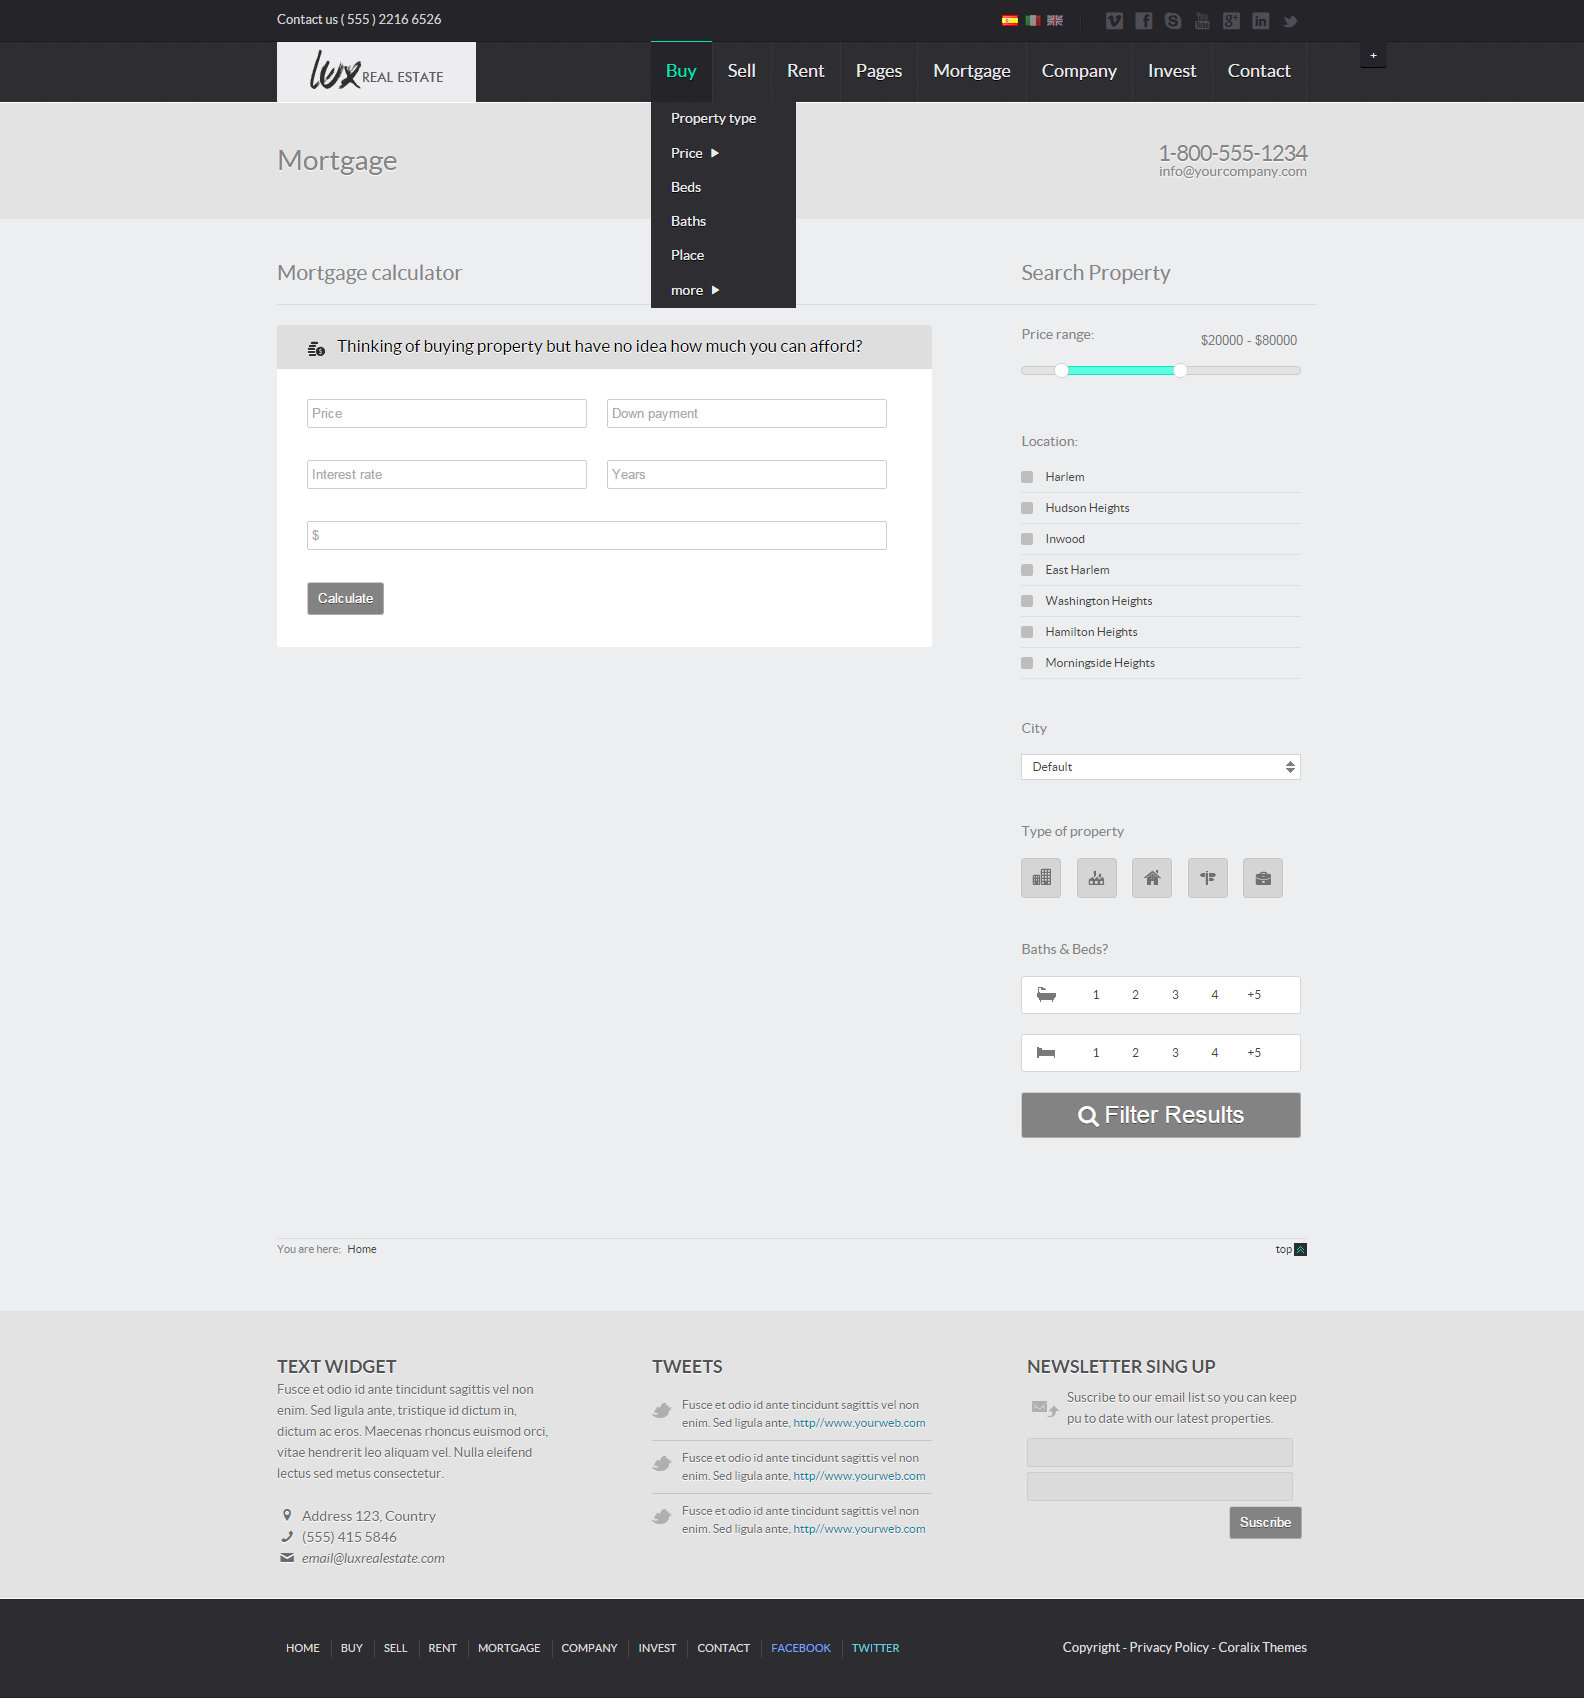 Contact us ( 555 ) 2216 6526
lux REAL ESTATE
Buy
Sell
Rent
Pages
Mortgage
Company
Invest
Contact
+
Property type
Price
Beds
Baths
Place
more
Mortgage
1-800-555-1234
info@yourcompany.com
Mortgage calculator
Thinking of buying property but have no idea how much you can afford?
Price
Down payment
Interest rate
Years
$
Calculate
Search Property
Price range:
$20000 - $80000
Location:
Harlem
Hudson Heights
Inwood
East Harlem
Washington Heights
Hamilton Heights
Morningside Heights
City
Default
Type of property
Baths & Beds?
1 2 3 4 +5
1 2 3 4 +5
Filter Results
You are here: Home
top
TEXT WIDGET
Fusce et odio id ante tincidunt sagittis vel non
enim. Sed ligula ante, tristique id dictum in,
dictum ac eros. Maecenas rhoncus euismod orci,
vitae hendrerit leo aliquam vel. Nulla eleifend
lectus sed metus consectetur.
Address 123, Country
(555) 415 5846
email@luxrealestate.com
TWEETS
Fusce et odio id ante tincidunt sagittis vel non
enim. Sed ligula ante, http//www.yourweb.com
Fusce et odio id ante tincidunt sagittis vel non
enim. Sed ligula ante, http//www.yourweb.com
Fusce et odio id ante tincidunt sagittis vel non
enim. Sed ligula ante, http//www.yourweb.com
NEWSLETTER SING UP
Suscribe to our email list so you can keep
pu to date with our latest properties.
Suscribe
HOME BUY SELL RENT MORTGAGE COMPANY INVEST CONTACT FACEBOOK TWITTER
Copyright - Privacy Policy - Coralix Themes